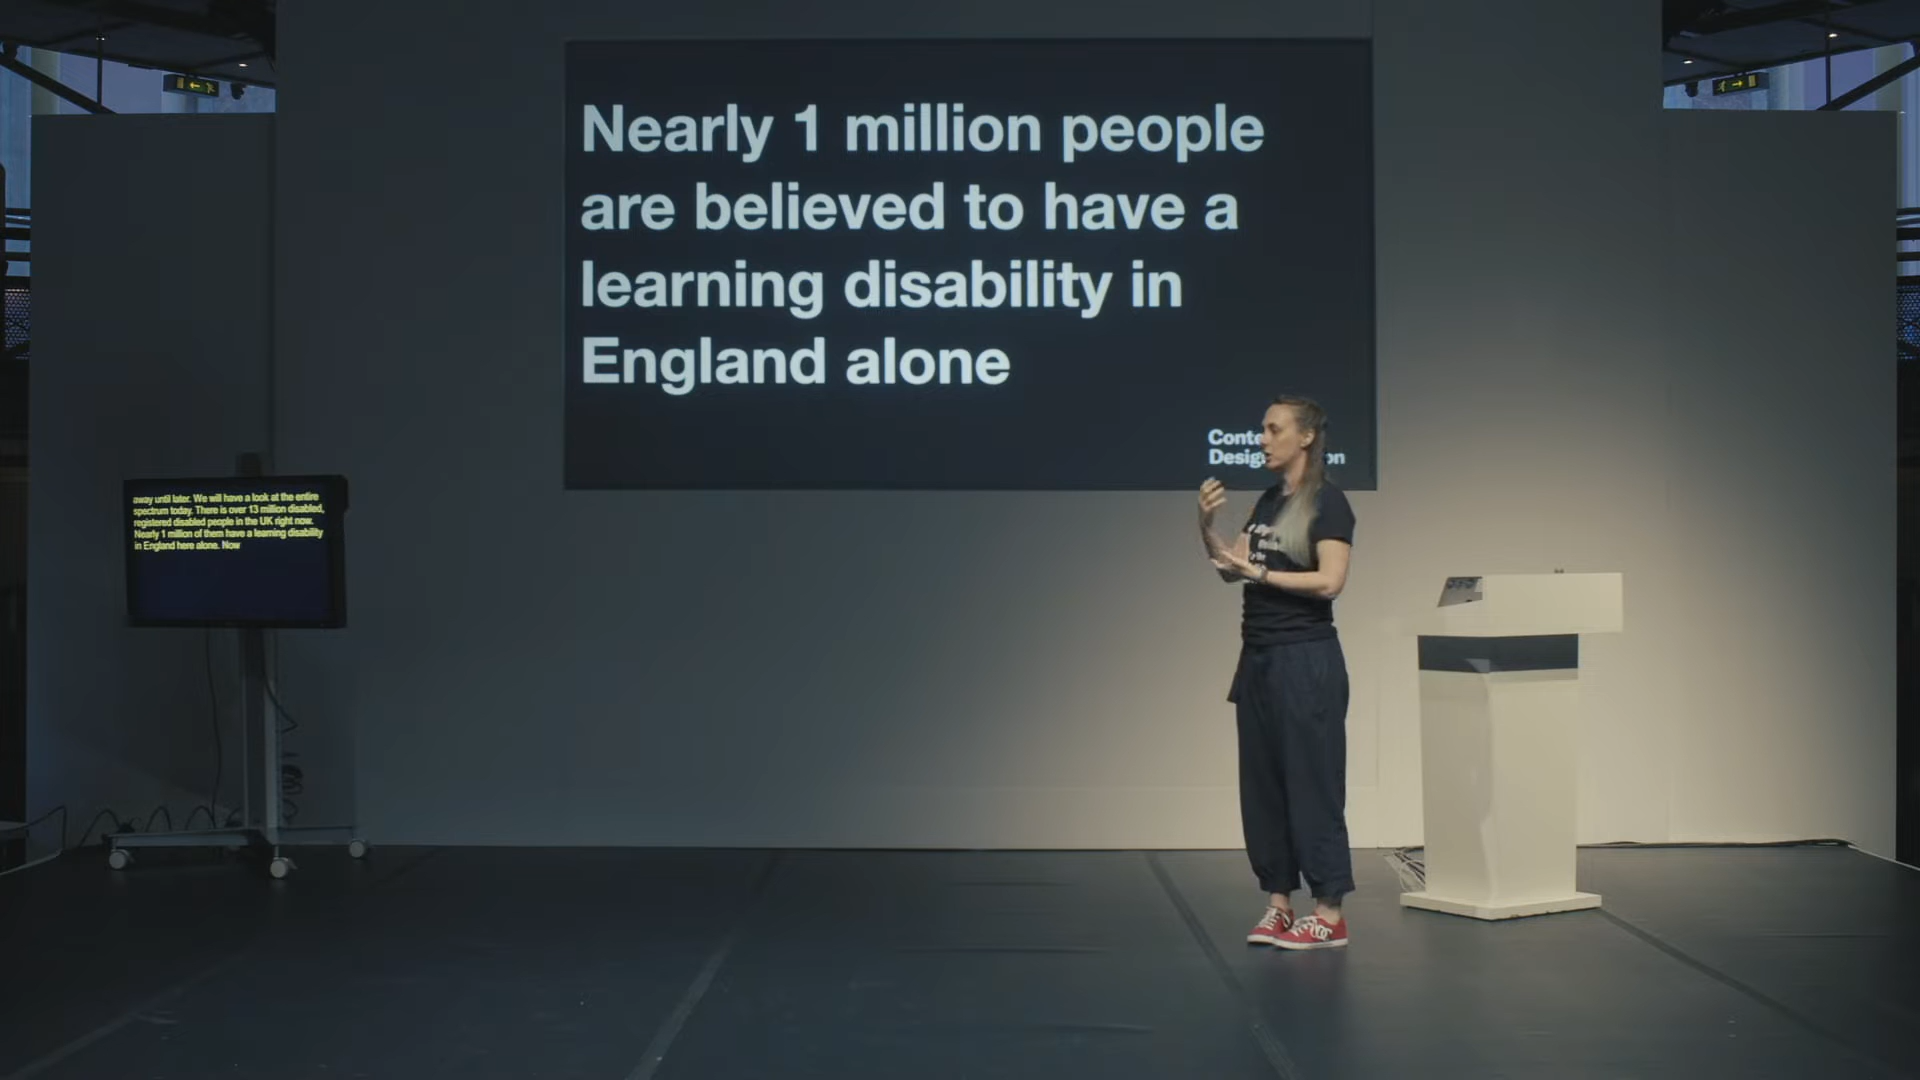 Nearly 1 million people
are believed to have a
learning disability in
England alone
away until later. We will have a look at the entire
spectrum today. There is over 13 million disabled,
registered disabled people in the UK right now.
Nearly 1 million of them have a learning disability
in England here alone. Now